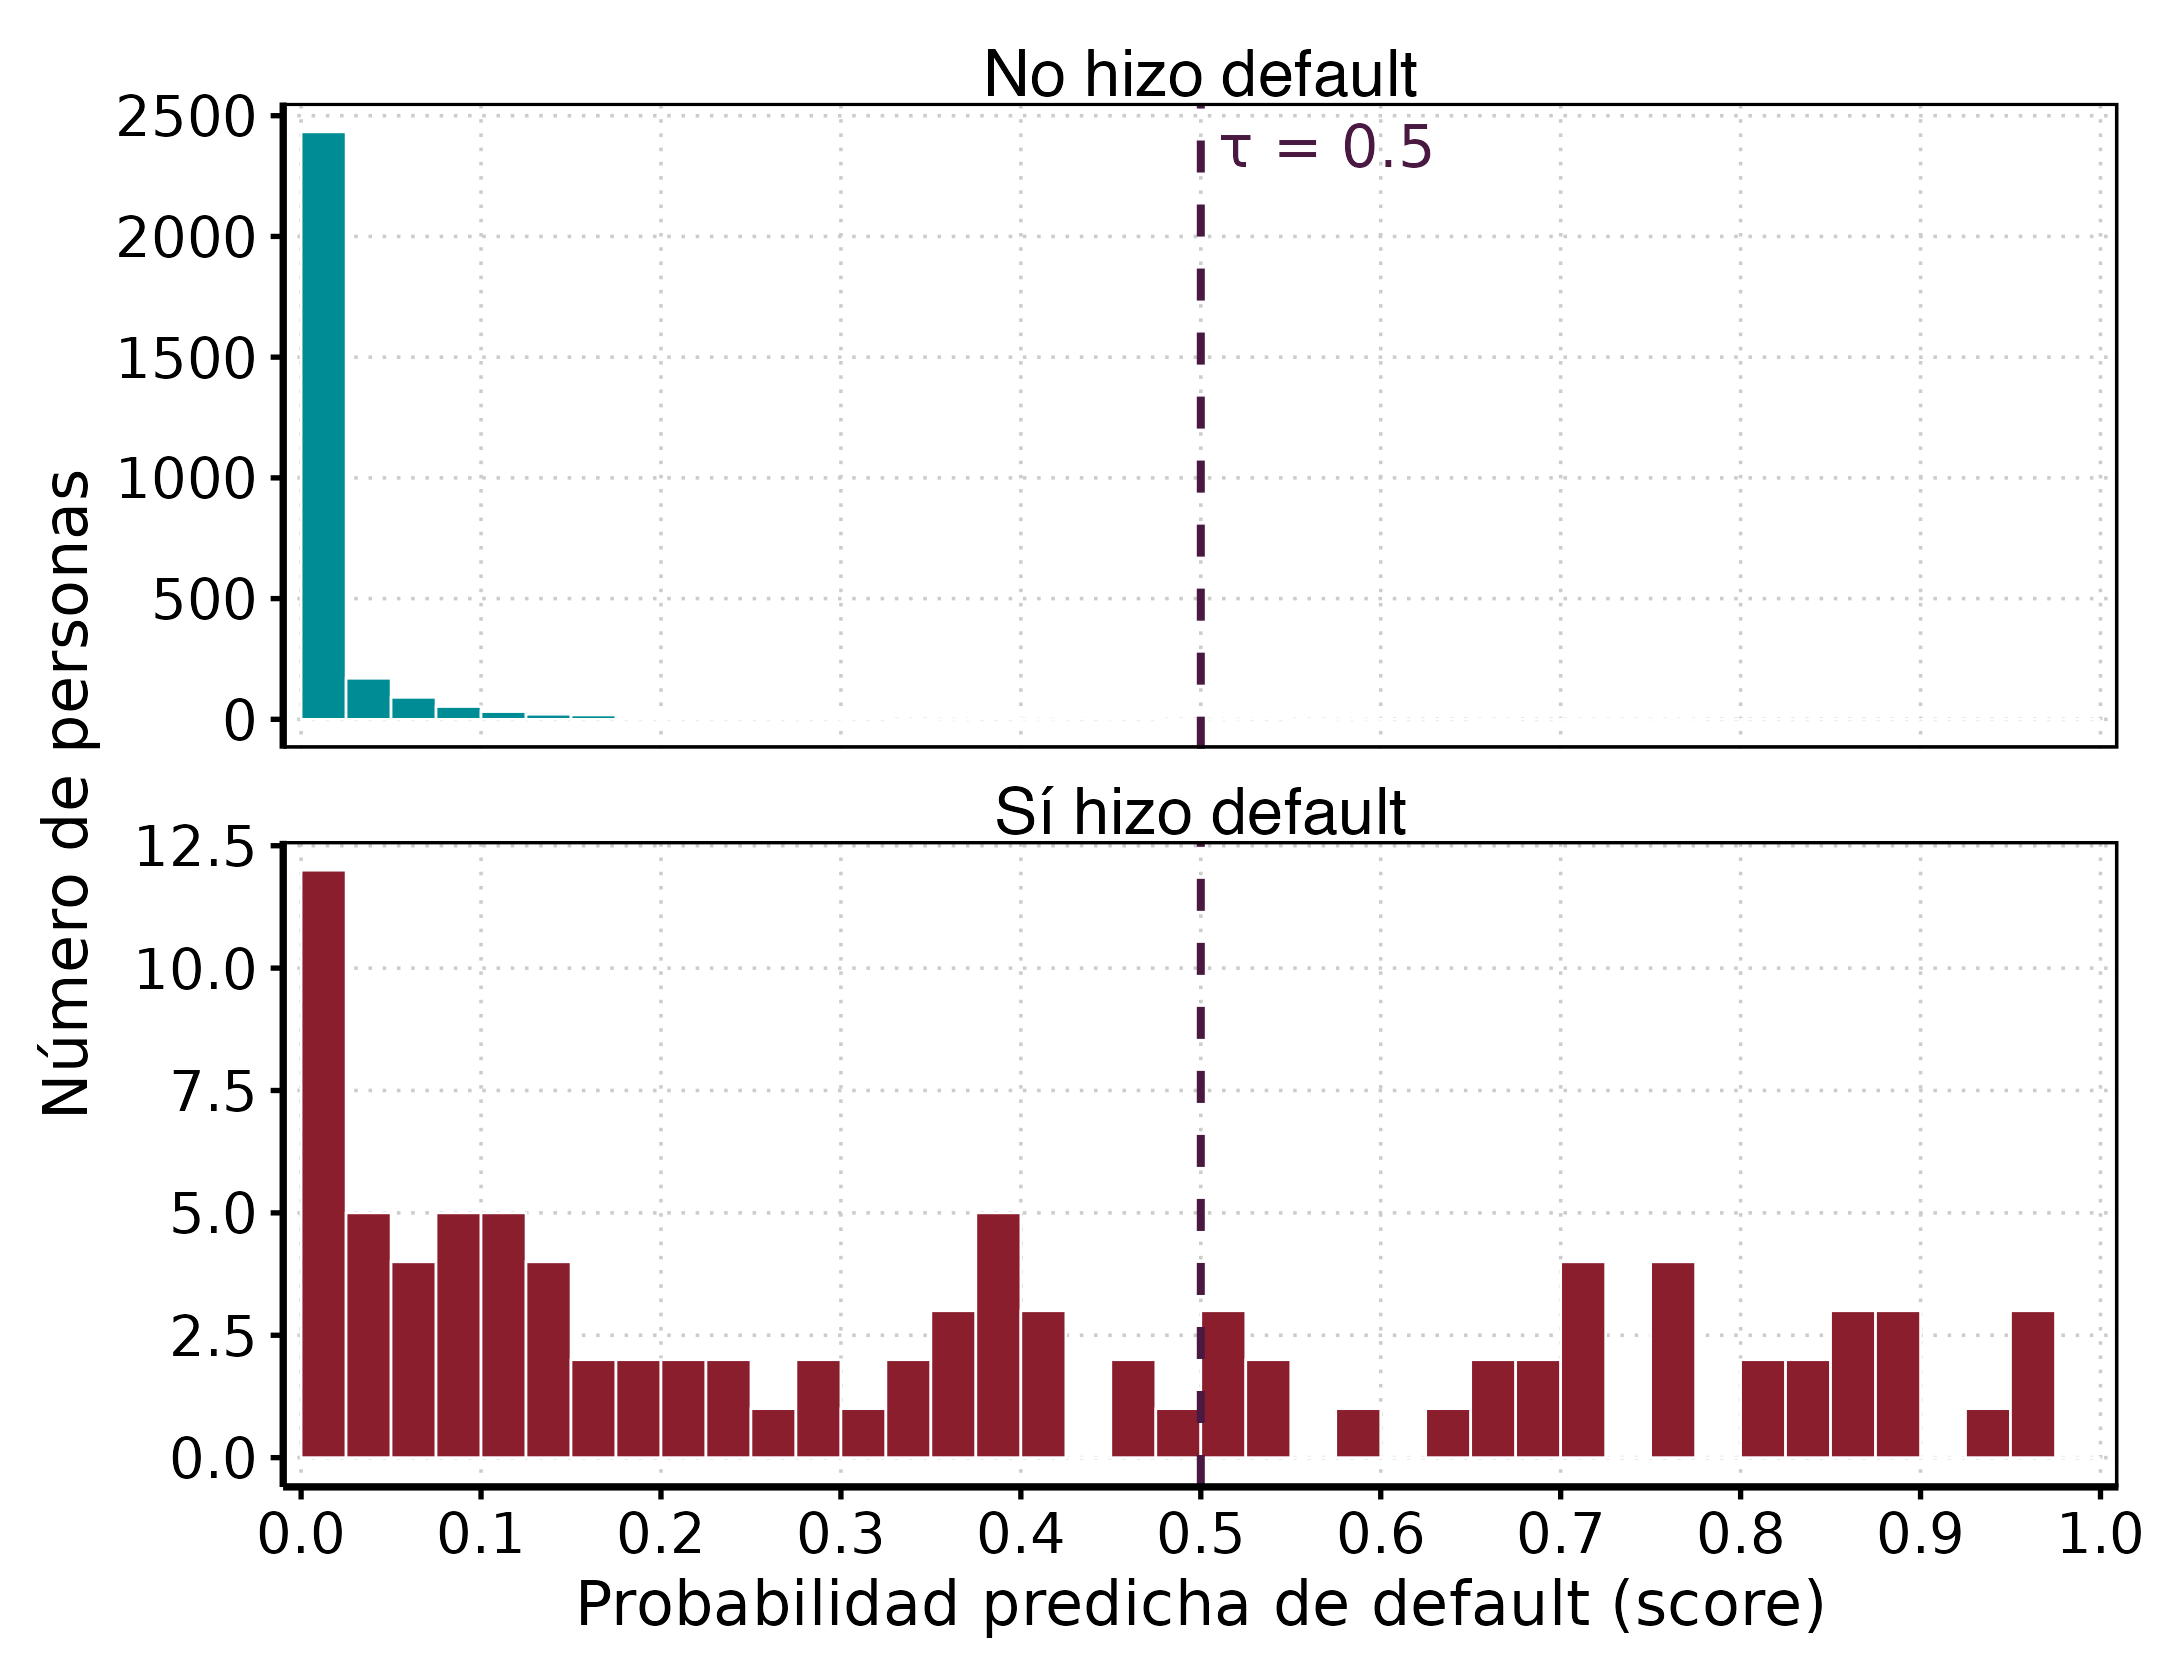 No hizo default
τ = 0.5
2500
2000
1500
1000
500
0
Número de personas
Sí hizo default
12.5
10.0
7.5
5.0
2.5
0.0
0.0 0.1 0.2 0.3 0.4 0.5 0.6 0.7 0.8 0.9 1.0
Probabilidad predicha de default (score)